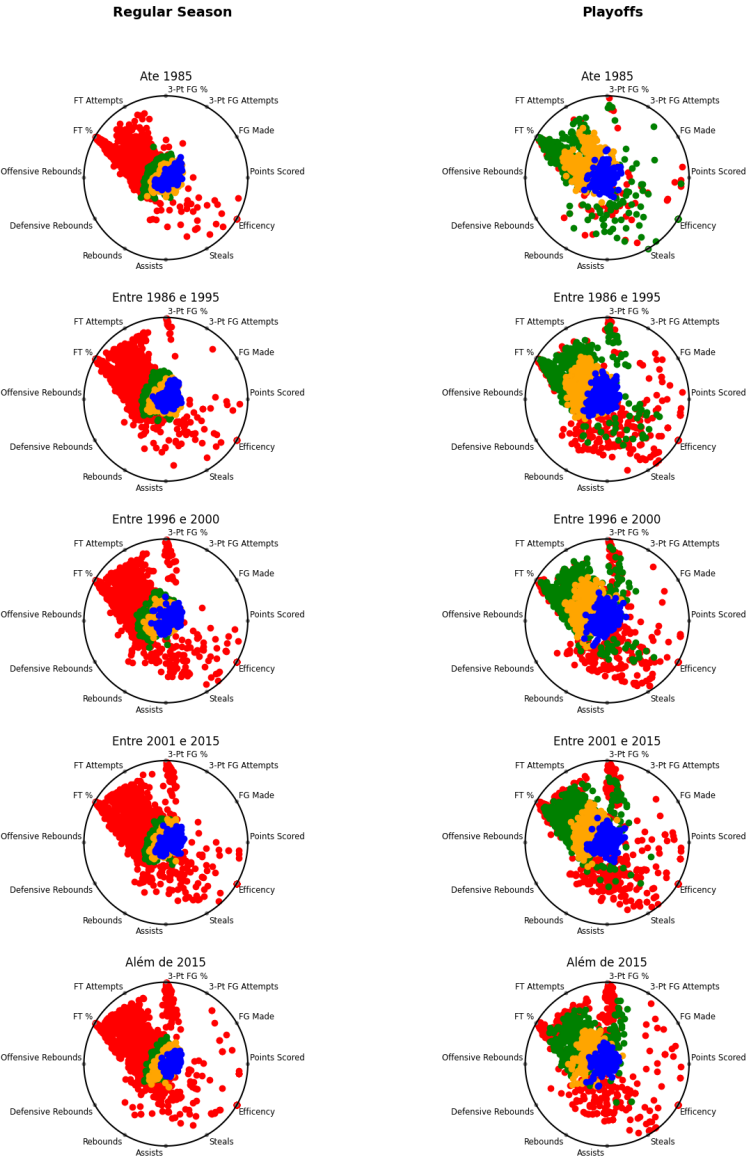 Regular Season
Playoffs
Ate 1985
3-Pt FG %
3-Pt FG Attempts
FT Attempts
FG Made
FT %
Points Scored
Offensive Rebounds
Efficency
Defensive Rebounds
Steals
Rebounds
Assists
Ate 1985
3-Pt FG %
3-Pt FG Attempts
FT Attempts
FG Made
FT %
Points Scored
Offensive Rebounds
Efficency
Defensive Rebounds
Steals
Rebounds
Assists
Entre 1986 e 1995
3-Pt FG %
3-Pt FG Attempts
FT Attempts
FG Made
FT %
Points Scored
Offensive Rebounds
Efficency
Defensive Rebounds
Steals
Rebounds
Assists
Entre 1986 e 1995
3-Pt FG %
3-Pt FG Attempts
FT Attempts
FG Made
FT %
Points Scored
Offensive Rebounds
Efficency
Defensive Rebounds
Steals
Rebounds
Assists
Entre 1996 e 2000
3-Pt FG %
3-Pt FG Attempts
FT Attempts
FG Made
FT %
Points Scored
Offensive Rebounds
Efficency
Defensive Rebounds
Steals
Rebounds
Assists
Entre 1996 e 2000
3-Pt FG %
3-Pt FG Attempts
FT Attempts
FG Made
FT %
Points Scored
Offensive Rebounds
Efficency
Defensive Rebounds
Steals
Rebounds
Assists
Entre 2001 e 2015
3-Pt FG %
3-Pt FG Attempts
FT Attempts
FG Made
FT %
Points Scored
Offensive Rebounds
Efficency
Defensive Rebounds
Steals
Rebounds
Assists
Entre 2001 e 2015
3-Pt FG %
3-Pt FG Attempts
FT Attempts
FG Made
FT %
Points Scored
Offensive Rebounds
Efficency
Defensive Rebounds
Steals
Rebounds
Assists
Além de 2015
3-Pt FG %
3-Pt FG Attempts
FT Attempts
FG Made
FT %
Points Scored
Offensive Rebounds
Efficency
Defensive Rebounds
Steals
Rebounds
Assists
Além de 2015
3-Pt FG %
3-Pt FG Attempts
FT Attempts
FG Made
FT %
Points Scored
Offensive Rebounds
Efficency
Defensive Rebounds
Steals
Rebounds
Assists